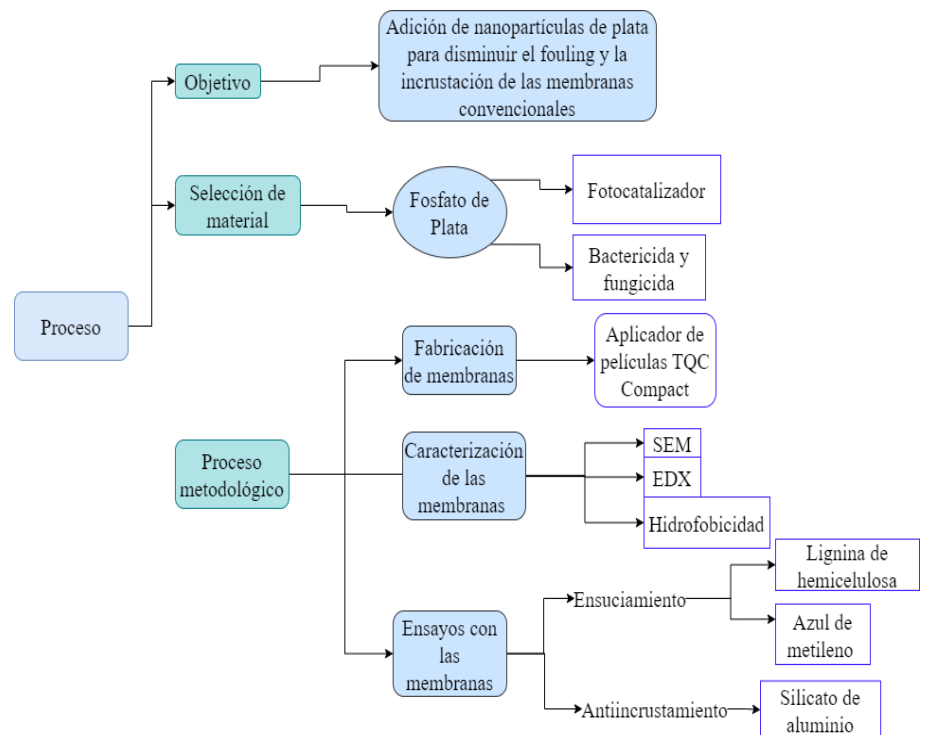 Adición de nanopartículas de plata
para disminuir el fouling y la
incrustación de las membranas
convencionales
Objetivo
Selección de
material
Fosfato de
Plata
Fotocatalizador
Bactericida y
fungicida
Proceso
Fabricación
de membranas
Aplicador de
películas TQC
Compact
Proceso
metodológico
Caracterización
de las
membranas
SEM
EDX
Hidrofobicidad
Ensayos con
las
membranas
Ensuciamiento
Lignina de
hemicelulosa
Azul de
metileno
Antiincrustamiento
Silicato de
aluminio